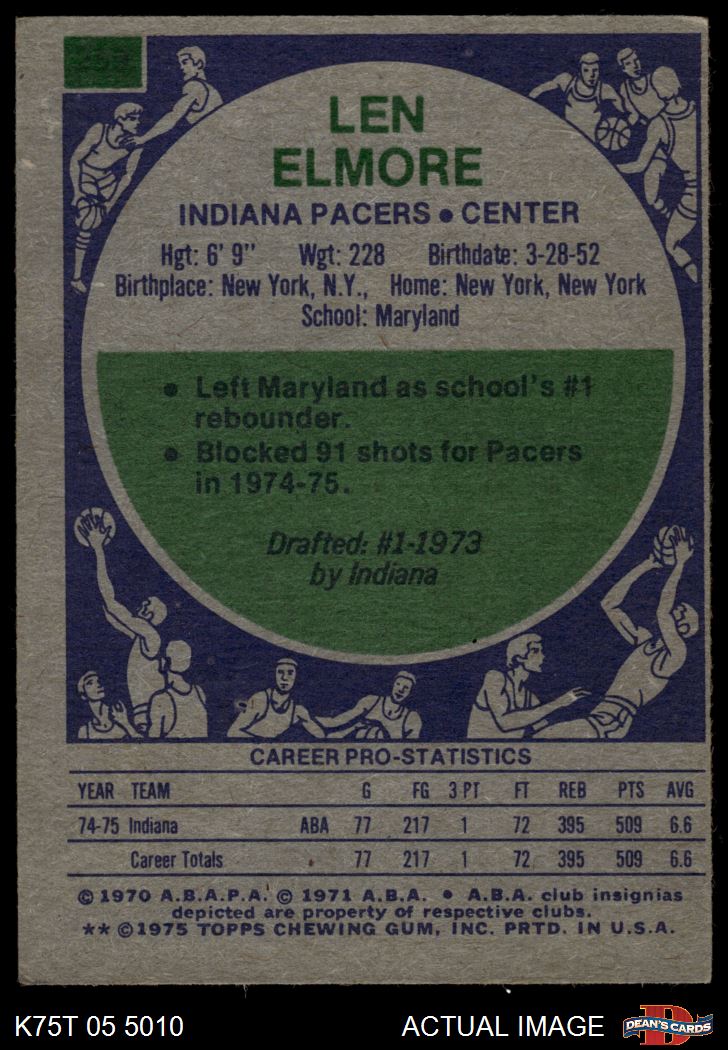 252
LEN
ELMORE
INDIANA PACERS • CENTER
Hgt: 6' 9" Wgt: 228 Birthdate: 3-28-52
Birthplace: New York, N.Y., Home: New York, New York
School: Maryland
• Left Maryland as school's #1
rebounder.
• Blocked 91 shots for Pacers
in 1974-75.
Drafted: #1-1973
by Indiana
CAREER PRO-STATISTICS
YEAR TEAM G FG 3 PT FT REB PTS AVG
74-75 Indiana ABA 77 217 1 72 395 509 6.6
Career Totals 77 217 1 72 395 509 6.6
© 1970 A.B.A.P.A. © 1971 A.B.A. • A.B.A. club insignias
depicted are property of respective clubs.
** ©1975 TOPPS CHEWING GUM, INC. PRTD. IN U.S.A.
K75T 05 5010 ACTUAL IMAGE D DEAN'S CARDS